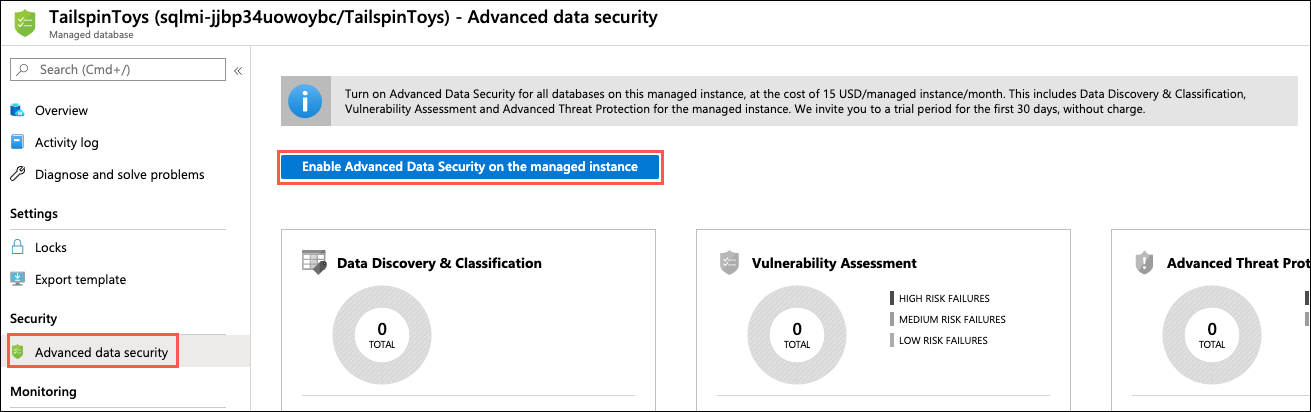 TailspinToys (sqlmi-jjbp34uowoybc/TailspinToys) - Advanced data security
Managed database
Search (Cmd+/)
«
Overview
Activity log
Diagnose and solve problems
Settings
Locks
Export template
Security
Advanced data security
Monitoring
Turn on Advanced Data Security for all databases on this managed instance, at the cost of 15 USD/managed instance/month. This includes Data Discovery & Classification,
Vulnerability Assessment and Advanced Threat Protection for the managed instance. We invite you to a trial period for the first 30 days, without charge.
Enable Advanced Data Security on the managed instance
Data Discovery & Classification
0
TOTAL
Vulnerability Assessment
0
TOTAL
HIGH RISK FAILURES
MEDIUM RISK FAILURES
LOW RISK FAILURES
Advanced Threat Prot
0
TOTAL